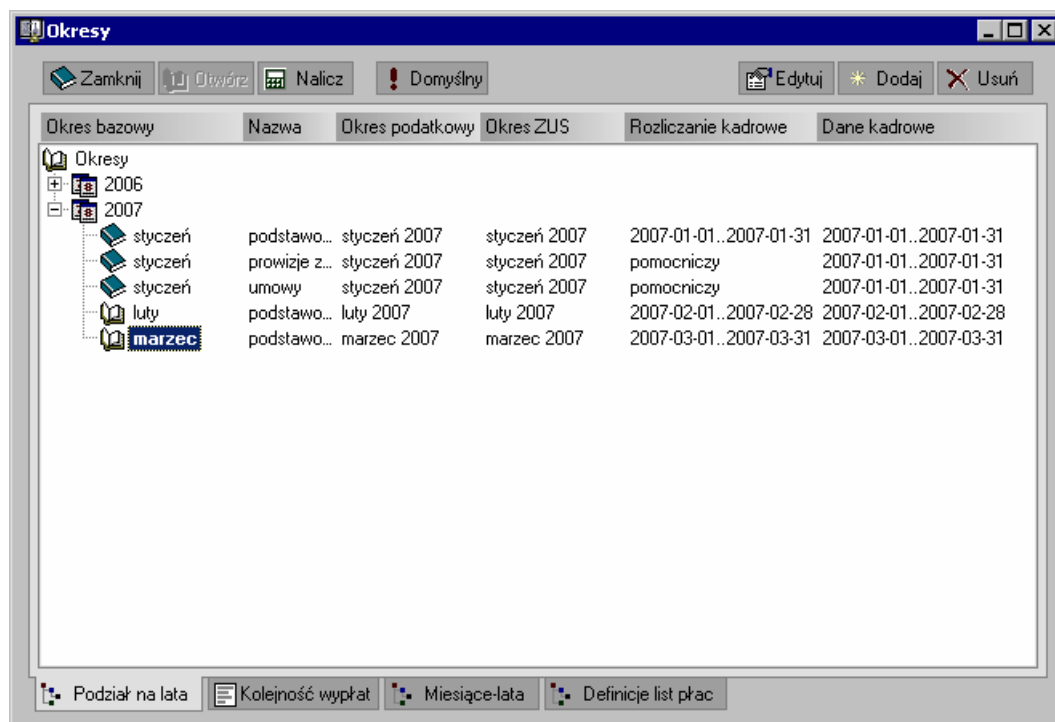 Okresy
Zamknij Otwórz Nalicz Domyślny Edytuj Dodaj Usuń
Okres bazowy Nazwa Okres podatkowy Okres ZUS Rozliczanie kadrowe Dane kadrowe
Okresy
2006
2007
styczeń podstawo... styczeń 2007 styczeń 2007 2007-01-01..2007-01-31 2007-01-01..2007-01-31
styczeń prowizje z... styczeń 2007 styczeń 2007 pomocniczy 2007-01-01..2007-01-31
styczeń umowy styczeń 2007 styczeń 2007 pomocniczy 2007-01-01..2007-01-31
luty podstawo... luty 2007 luty 2007 2007-02-01..2007-02-28 2007-02-01..2007-02-28
marzec podstawo... marzec 2007 marzec 2007 2007-03-01..2007-03-31 2007-03-01..2007-03-31
Podział na lata Kolejność wypłat Miesiące-lata Definicje list płac